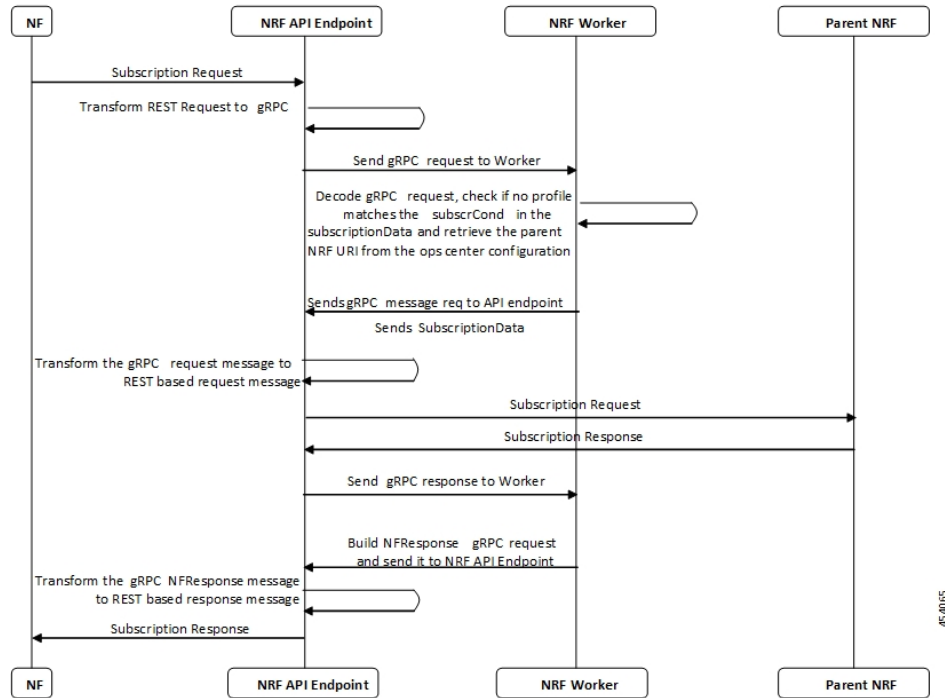 NF NRF API Endpoint NRF Worker Parent NRF
Subscription Request
Transform REST Request to gRPC
Send gRPC request to Worker
Decode gRPC request, check if no profile
matches the subscrCond in the
subscriptionData and retrieve the parent
NRF URI from the ops center configuration
Sends gRPC message req to API endpoint
Sends SubscriptionData
Transform the gRPC request message to
REST based request message
Subscription Request
Subscription Response
Send gRPC response to Worker
Build NFResponse gRPC request
and send it to NRF API Endpoint
Transform the gRPC NFResponse message
to REST based response message
Subscription Response
454065
NF NRF API Endpoint NRF Worker Parent NRF